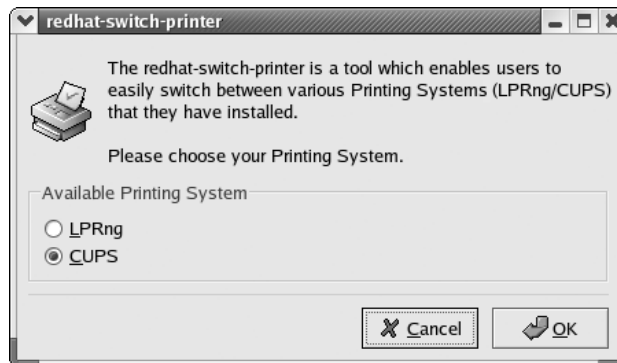 redhat-switch-printer
The redhat-switch-printer is a tool which enables users to
easily switch between various Printing Systems (LPRng/CUPS)
that they have installed.
Please choose your Printing System.
Available Printing System
LPRng
CUPS
Cancel
OK